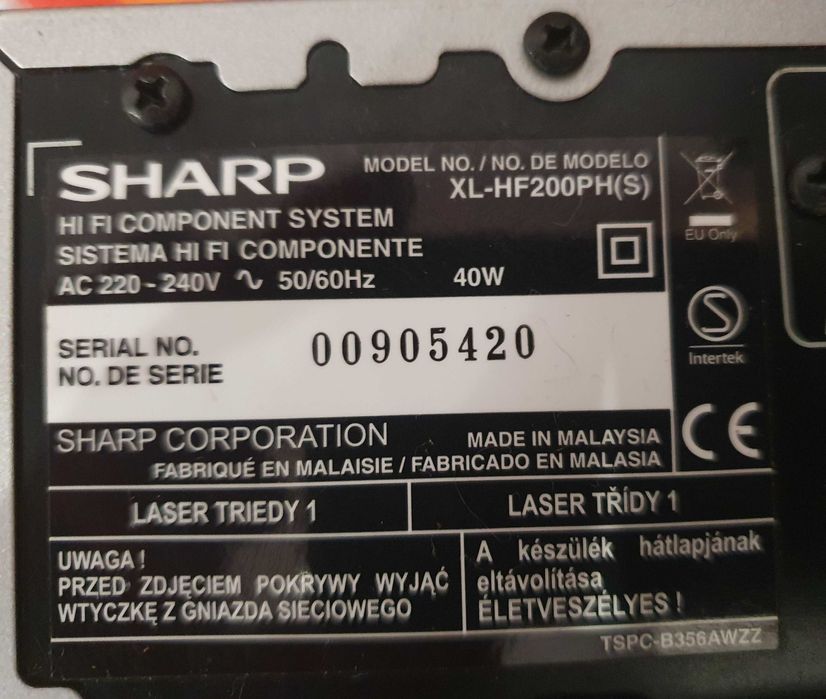 SHARP
MODEL NO. / NO. DE MODELO
XL-HF200PH(S)
HI FI COMPONENT SYSTEM
SISTEMA HI FI COMPONENTE
AC 220 - 240V ∿ 50/60Hz 40W
EU Only
SERIAL NO. 00905420
NO. DE SERIE
S
Intertek
SHARP CORPORATION
MADE IN MALAYSIA
FABRIQUÉ EN MALAISIE / FABRICADO EN MALASIA
CE
LASER TRIEDY 1
LASER TŘÍDY 1
UWAGA !
PRZED ZDJĘCIEM POKRYWY WYJĄĆ
WTYCZKĘ Z GNIAZDA SIECIOWEGO
A készülék hátlapjának
eltávolítása
ÉLETVESZÉLYES !
TSPC-B356AWZZ